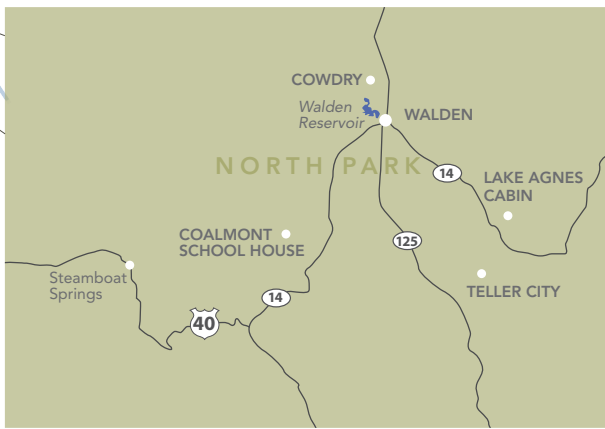 COWDRY
Walden
Reservoir
WALDEN
NORTH PARK
14
LAKE AGNES
CABIN
COALMONT
SCHOOL HOUSE
125
Steamboat
Springs
TELLER CITY
14
40